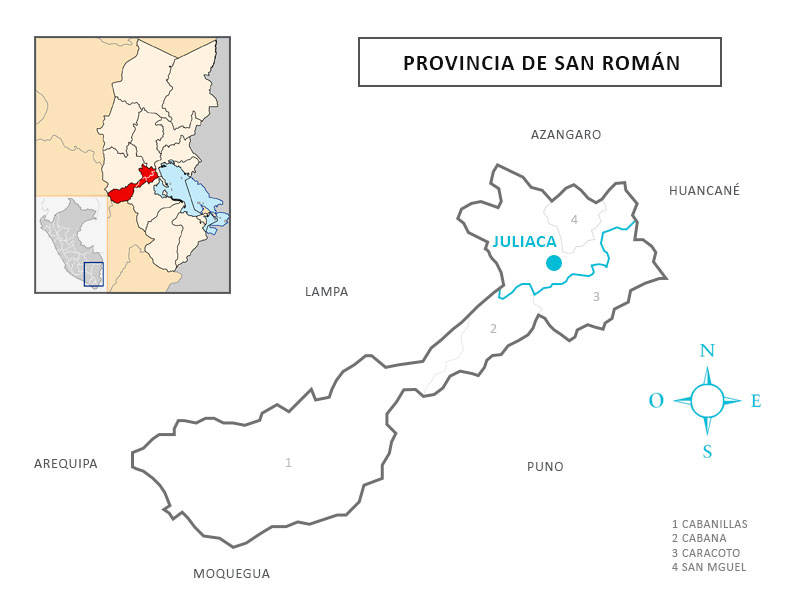 PROVINCIA DE SAN ROMÁN
AZANGARO
HUANCANÉ
4
JULIACA
LAMPA
3
2
N
O
E
S
1
AREQUIPA
PUNO
MOQUEGUA
1 CABANILLAS
2 CABANA
3 CARACOTO
4 SAN MGUEL